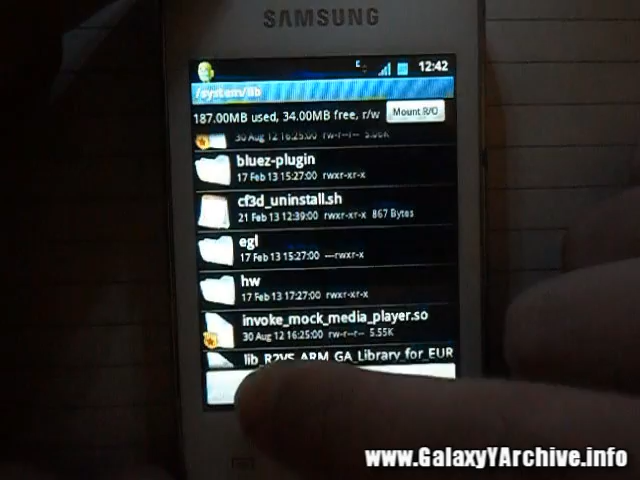 SAMSUNG
12:42
/system/lib
187.00MB used, 34.00MB free, r/w
Mount R/O
30 Aug 12 16:25:00 rw-r--r--
bluez-plugin
17 Feb 13 15:27:00 rwxr-xr-x
cf3d_uninstall.sh
21 Feb 13 12:39:00 rwxr-xr-x 867 Bytes
egl
17 Feb 13 15:27:00 ---rwxr-x
hw
17 Feb 13 17:27:00 rwxr-xr-x
invoke_mock_media_player.so
30 Aug 12 16:25:00 rw-r--r-- 5.55K
lib_R2VS_ARM_GA_Library_for_EUR
www.GalaxyYArchive.info